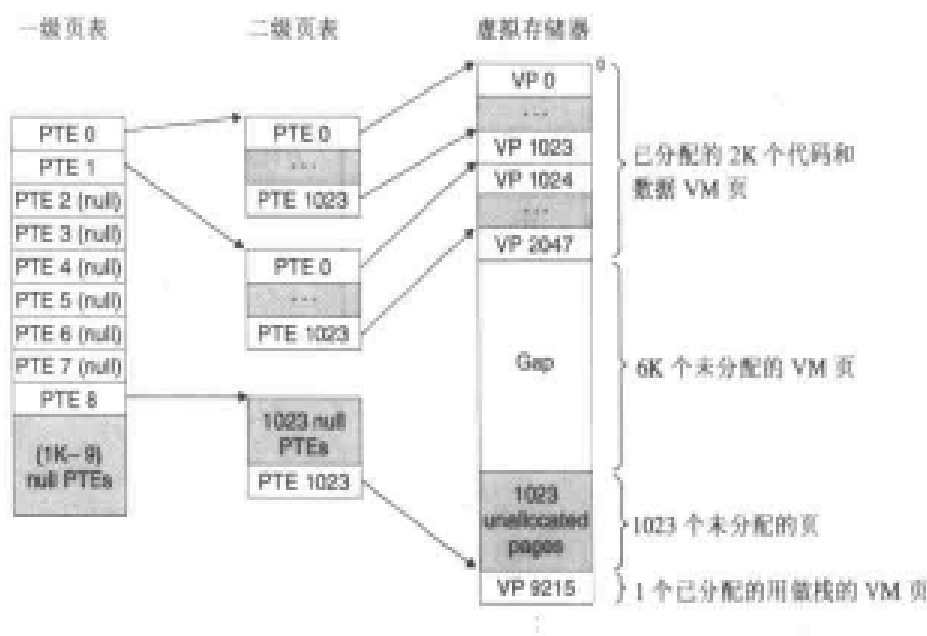 一级页表
二级页表
虚拟存储器
PTE 0
PTE 1
PTE 2 (null)
PTE 3 (null)
PTE 4 (null)
PTE 5 (null)
PTE 6 (null)
PTE 7 (null)
PTE 8
(1K– 9)
null PTEs
PTE 0
...
PTE 1023
PTE 0
...
PTE 1023
1023 null
PTEs
PTE 1023
0
VP 0
...
VP 1023
VP 1024
...
VP 2047
Gap
1023
unallocated
pages
VP 9215
已分配的 2K 个代码和
数据 VM 页
6K 个未分配的 VM 页
1023 个未分配的页
1 个已分配的用做栈的 VM 页